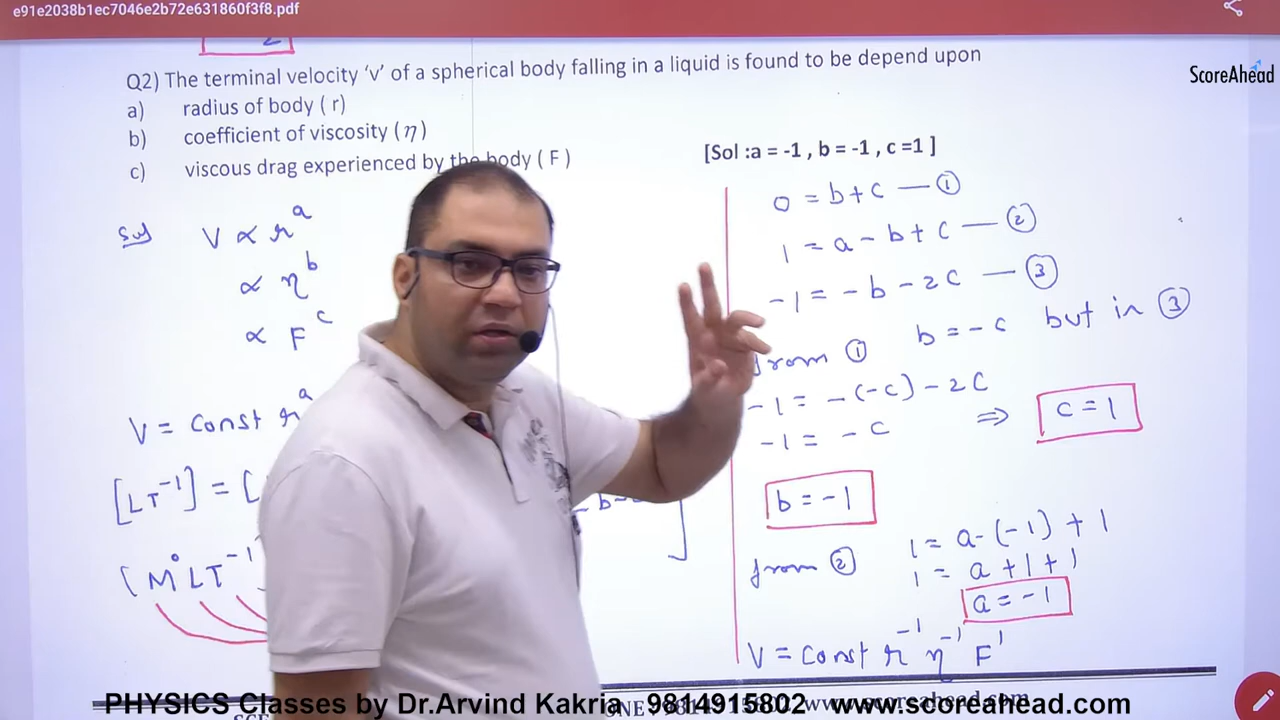 e91e2038b1ec7046e2b72e631860f3f8.pdf
ScoreAhead
Q2) The terminal velocity ‘v’ of a spherical body falling in a liquid is found to be depend upon
a) radius of body ( r)
b) coefficient of viscosity ( η )
c) viscous drag experienced by the body ( F )
[Sol :a = -1 , b = -1 , c =1 ]
Sol V ∝ r^a
∝ η^b
∝ F^c
V = Const r^a
[LT^-1] = [
(M^0 LT^-1
0 = b+c — ①
1 = a - b + c — ②
-1 = -b - 2c — ③
from ① b = -c but in ③
-1 = -(-c) - 2c
-1 = -c ⇒ c = 1
b = -1
from ② 1 = a-(-1) + 1
1 = a + 1 + 1
a = -1
V = Const r^-1 η^-1 F^1
PHYSICS Classes by Dr.Arvind Kakria 9814915802 www.scoreahead.com